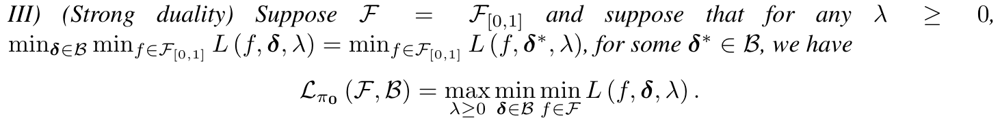 III) (Strong duality) Suppose $\mathcal{F} = \mathcal{F}_{[0,1]}$ and suppose that for any $\lambda \geq 0$,
$\min_{\boldsymbol{\delta} \in \mathcal{B}} \min_{f \in \mathcal{F}_{[0,1]}} L(f, \boldsymbol{\delta}, \lambda) = \min_{f \in \mathcal{F}_{[0,1]}} L(f, \boldsymbol{\delta}^*, \lambda)$, for some $\boldsymbol{\delta}^* \in \mathcal{B}$, we have
$\mathcal{L}_{\pi_{\mathbf{0}}}(\mathcal{F}, \mathcal{B}) = \max_{\lambda \geq 0} \min_{\boldsymbol{\delta} \in \mathcal{B}} \min_{f \in \mathcal{F}} L(f, \boldsymbol{\delta}, \lambda).$